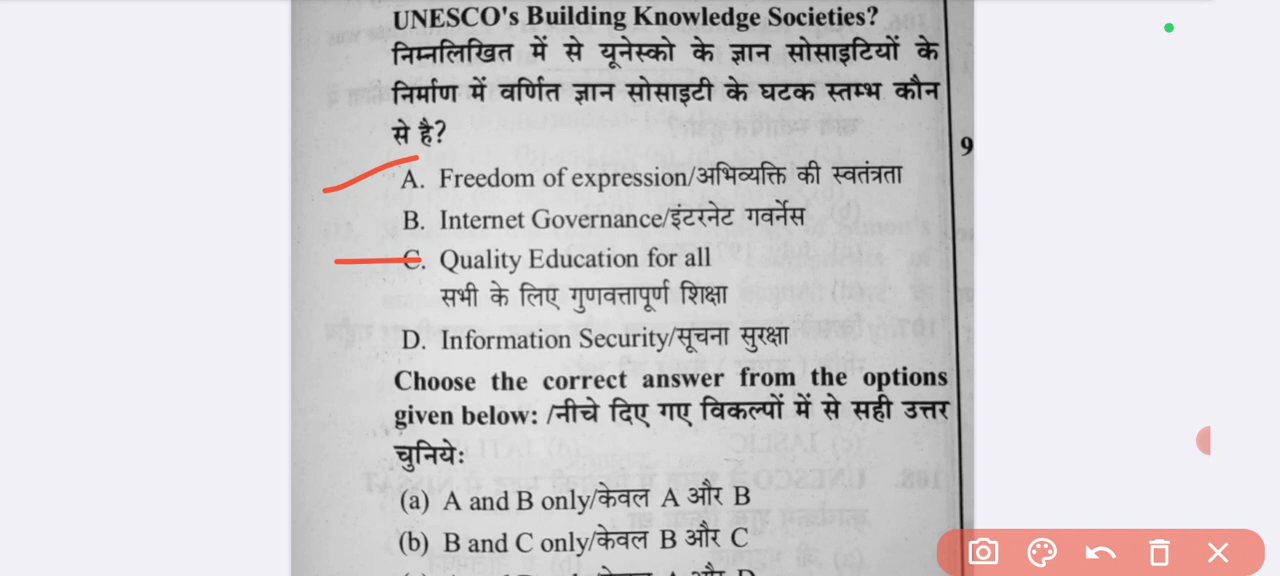 UNESCO's Building Knowledge Societies?
निम्नलिखित में से यूनेस्को के ज्ञान सोसाइटियों के
निर्माण में वर्णित ज्ञान सोसाइटी के घटक स्तम्भ कौन
से है?
9
A. Freedom of expression/अभिव्यक्ति की स्वतंत्रता
B. Internet Governance/इंटरनेट गवर्नेस
C. Quality Education for all
सभी के लिए गुणवत्तापूर्ण शिक्षा
D. Information Security/सूचना सुरक्षा
Choose the correct answer from the options
given below: /नीचे दिए गए विकल्पों में से सही उत्तर
चुनिये:
(a) A and B only/केवल A और B
(b) B and C only/केवल B और C